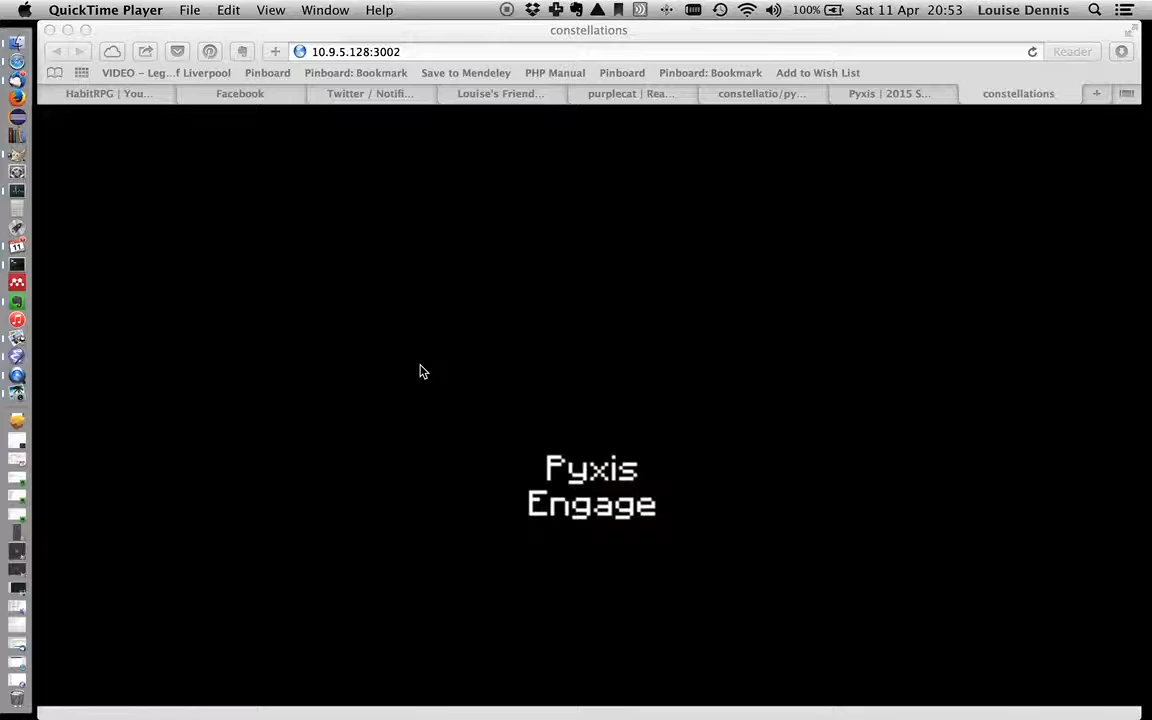 QuickTime Player File Edit View Window Help 100% Sat 11 Apr 20:53 Louise Dennis
constellations
10.9.5.128:3002 Reader
VIDEO – Leg...f Liverpool Pinboard Pinboard: Bookmark Save to Mendeley PHP Manual Pinboard Pinboard: Bookmark Add to Wish List
HabitRPG | You... Facebook Twitter / Notifi... Louise's Friend... purplecat | Rea... constellatio/py... Pyxis | 2015 S... constellations
11
Pyxis
Engage